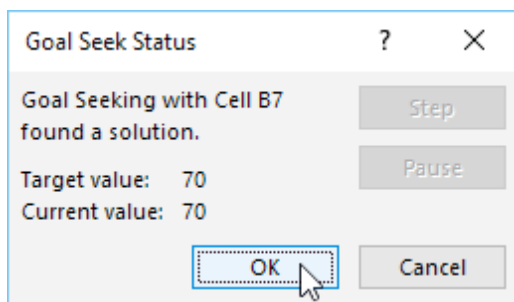 Goal Seek Status ? ×
Goal Seeking with Cell B7
found a solution.
Step
Pause
Target value: 70
Current value: 70
OK Cancel